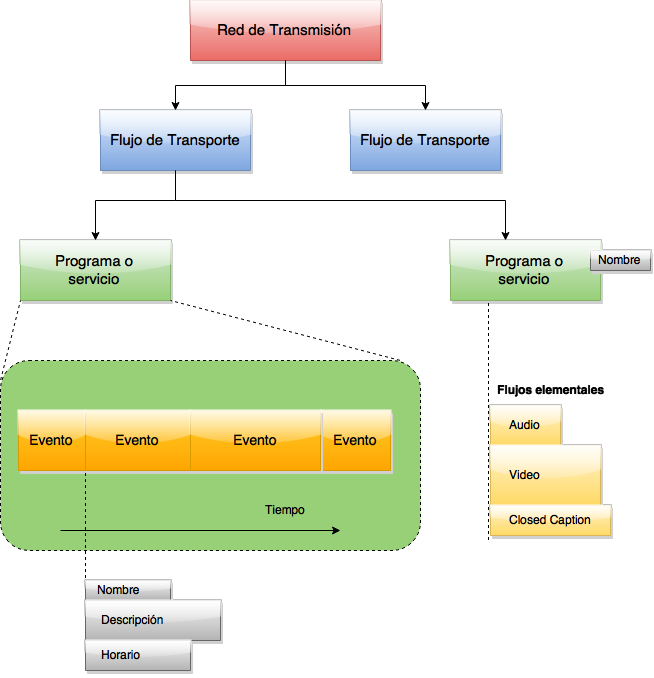 Red de Transmisión
Flujo de Transporte
Flujo de Transporte
Programa o
servicio
Programa o
servicio
Nombre
Flujos elementales
Audio
Video
Closed Caption
Evento
Evento
Evento
Evento
Tiempo
Nombre
Descripción
Horario